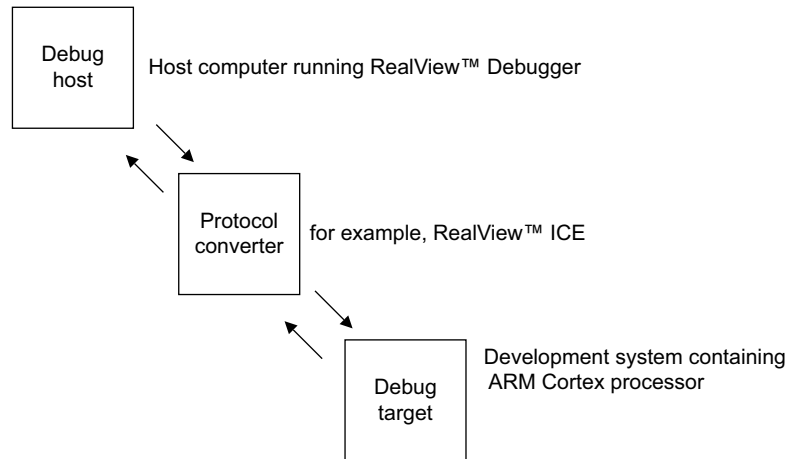 Debug
host
Host computer running RealView™ Debugger
Protocol
converter
for example, RealView™ ICE
Debug
target
Development system containing
ARM Cortex processor